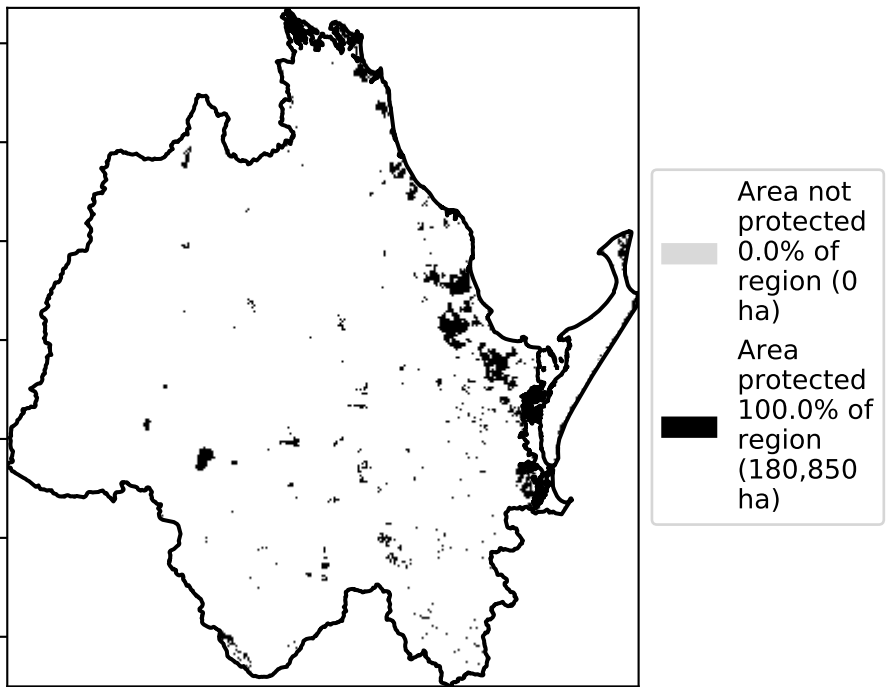 Area not
protected
0.0% of
region (0
ha)
Area
protected
100.0% of
region
(180,850
ha)